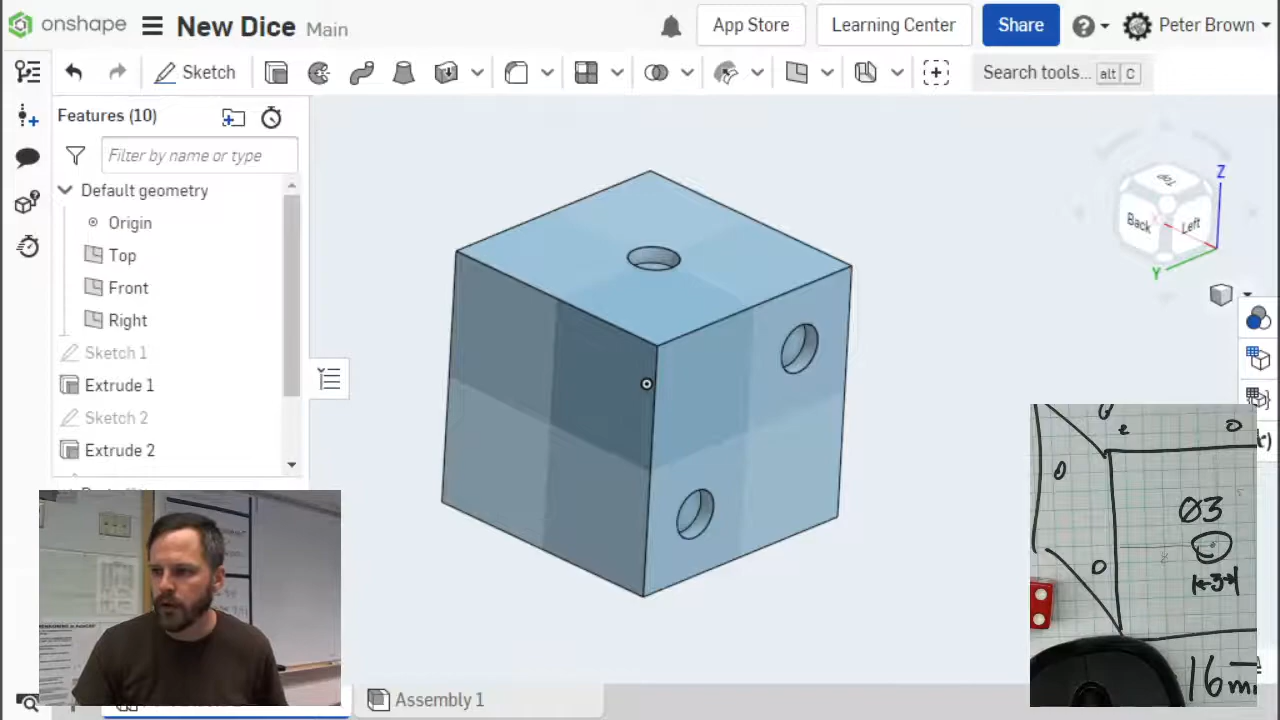 onshape
New Dice Main
App Store
Learning Center
Share
Peter Brown
Sketch
Search tools...
alt
C
Features (10)
Filter by name or type
Default geometry
Origin
Top
Front
Right
Sketch 1
Extrude 1
Sketch 2
Extrude 2
Top
Back
Left
Z
Y
Ø3
3
16m
Assembly 1